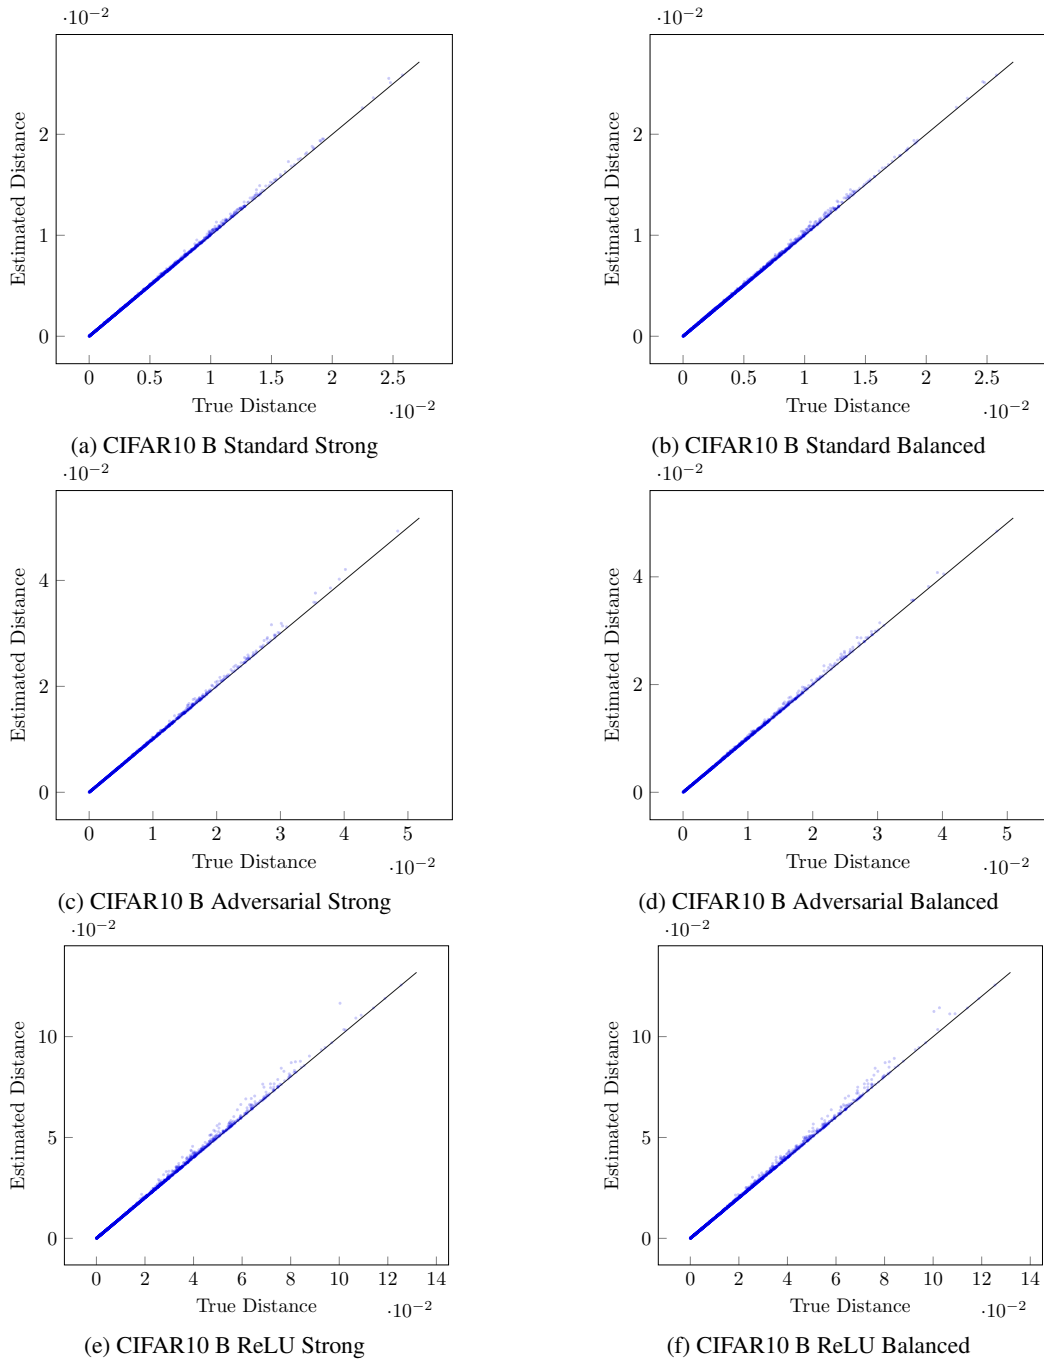 ·10−2 ·10−2
Estimated Distance
2
1
0
0 0.5 1 1.5 2 2.5
True Distance ·10−2
(a) CIFAR10 B Standard Strong
Estimated Distance
2
1
0
0 0.5 1 1.5 2 2.5
True Distance ·10−2
(b) CIFAR10 B Standard Balanced
·10−2 ·10−2
Estimated Distance
4
2
0
0 1 2 3 4 5
True Distance ·10−2
(c) CIFAR10 B Adversarial Strong
Estimated Distance
4
2
0
0 1 2 3 4 5
True Distance ·10−2
(d) CIFAR10 B Adversarial Balanced
·10−2 ·10−2
Estimated Distance
10
5
0
0 2 4 6 8 10 12 14
True Distance ·10−2
(e) CIFAR10 B ReLU Strong
Estimated Distance
10
5
0
0 2 4 6 8 10 12 14
True Distance ·10−2
(f) CIFAR10 B ReLU Balanced